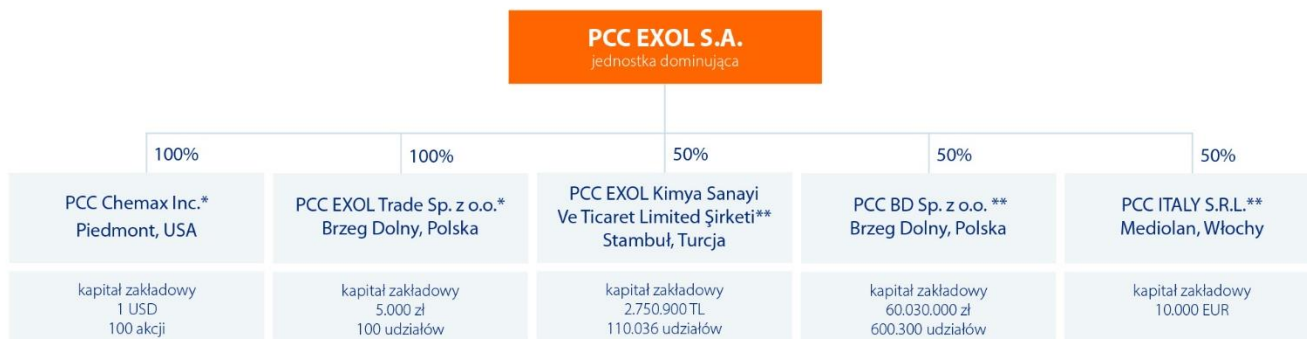 PCC EXOL S.A.
jednostka dominująca
100%
100%
50%
50%
50%
PCC Chemax Inc.*
Piedmont, USA
kapitał zakładowy
1 USD
100 akcji
PCC EXOL Trade Sp. z o.o.*
Brzeg Dolny, Polska
kapitał zakładowy
5.000 zł
100 udziałów
PCC EXOL Kimya Sanayi
Ve Ticaret Limited Şirketi**
Stambuł, Turcja
kapitał zakładowy
2.750.900 TL
110.036 udziałów
PCC BD Sp. z o.o. **
Brzeg Dolny, Polska
kapitał zakładowy
60.030.000 zł
600.300 udziałów
PCC ITALY S.R.L.**
Mediolan, Włochy
kapitał zakładowy
10.000 EUR